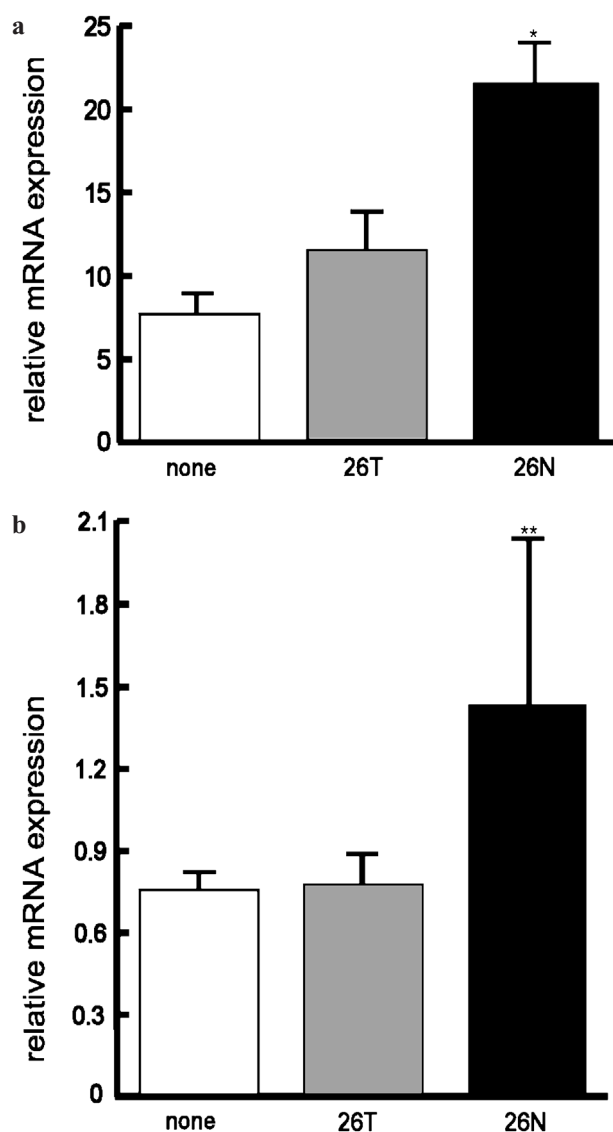 a
relative mRNA expression
25
20
15
10
5
0
*
none 26T 26N
b
relative mRNA expression
2.1
1.8
1.5
1.2
0.9
0.6
0.3
0
**
none 26T 26N